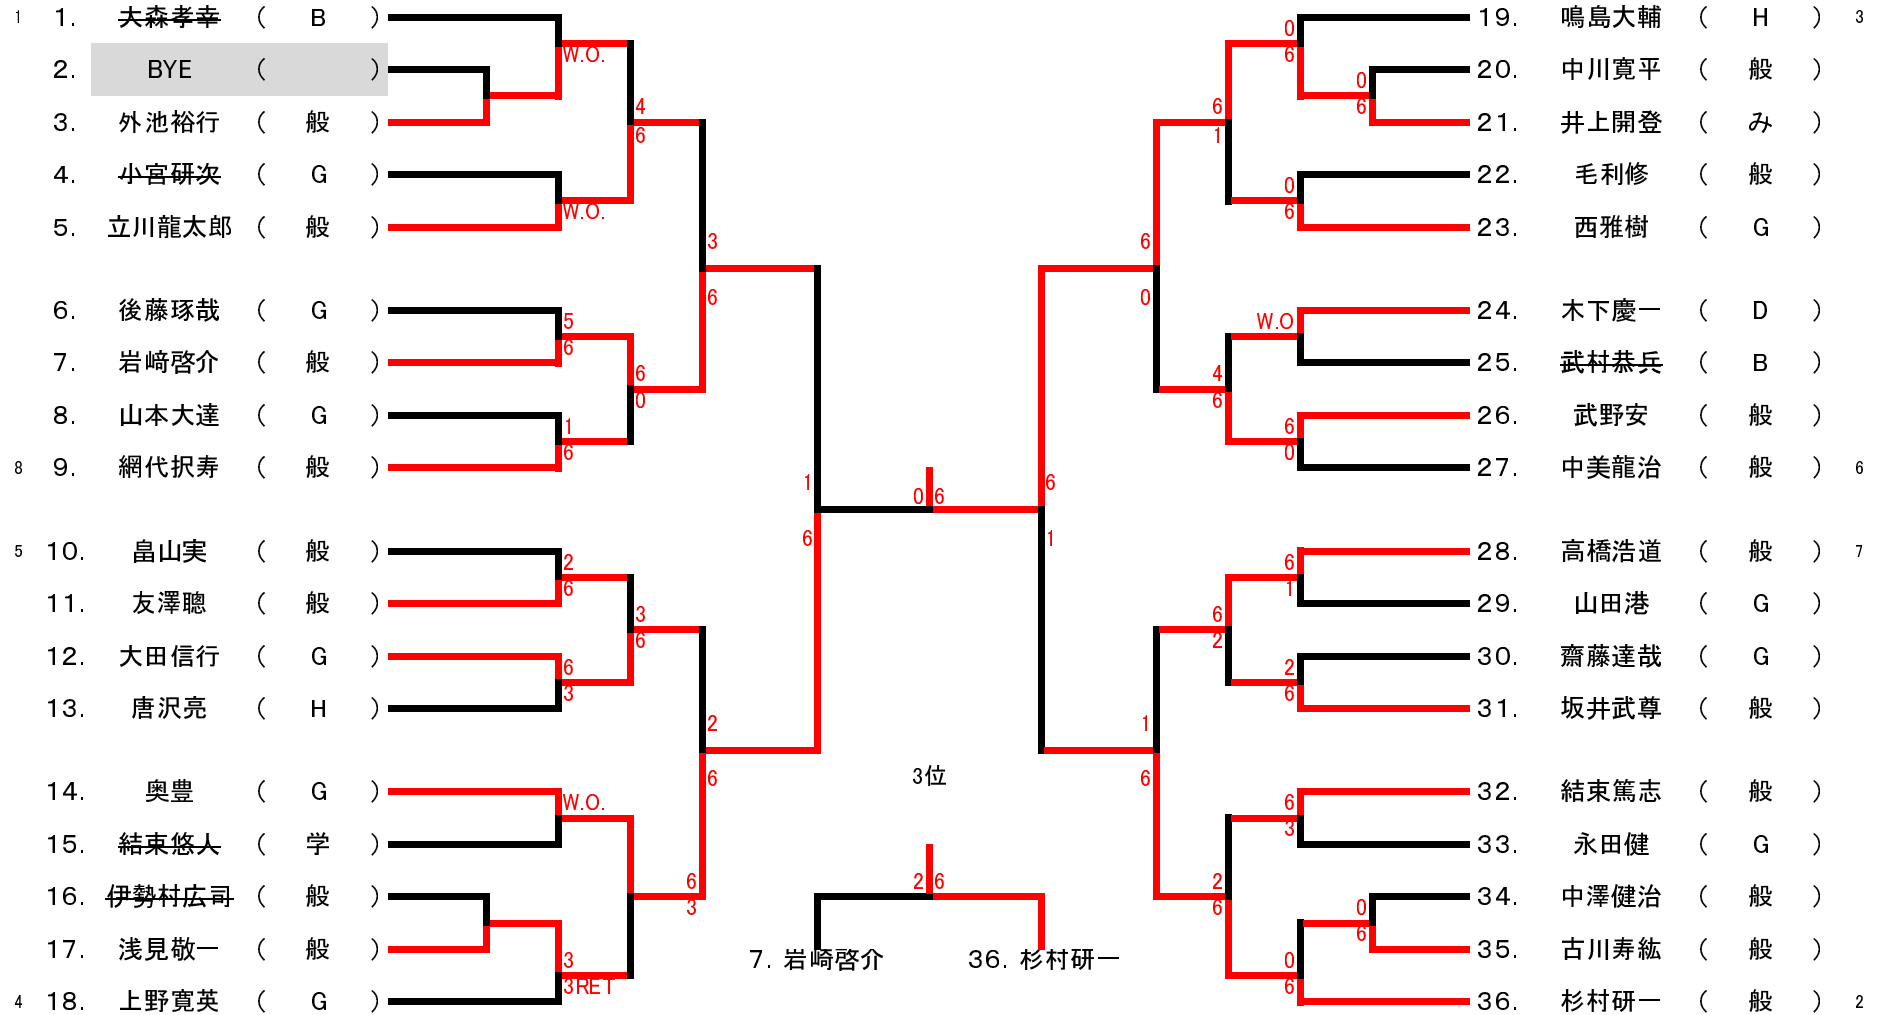 1 1. 大森孝幸 ( B )
2. BYE ( )
3. 外池裕行 ( 般 )
4. 小宮研次 ( G )
5. 立川龍太郎 ( 般 )
6. 後藤琢哉 ( G )
7. 岩﨑啓介 ( 般 )
8. 山本大達 ( G )
8 9. 網代択寿 ( 般 )
5 10. 畠山実 ( 般 )
11. 友澤聰 ( 般 )
12. 大田信行 ( G )
13. 唐沢亮 ( H )
14. 奥豊 ( G )
15. 結束悠人 ( 学 )
16. 伊勢村広司 ( 般 )
17. 浅見敬一 ( 般 )
4 18. 上野寛英 ( G )
W.O.
W.O.
5
6
1
6
2
6
6
3
W.O.
3
3RET
4
6
6
0
3
6
6
3
3
6
2
6
1
6
0 6
3位
2 6
7. 岩﨑啓介 36. 杉村研一
6
1
6
0
1
6
6
1
4
6
6
2
2
6
0
6
0
6
0
6
W.O
6
0
6
1
2
6
6
3
0
6
0
6
19. 鳴島大輔 ( H ) 3
20. 中川寛平 ( 般 )
21. 井上開登 ( み )
22. 毛利修 ( 般 )
23. 西雅樹 ( G )
24. 木下慶一 ( D )
25. 武村恭兵 ( B )
26. 武野安 ( 般 )
27. 中美龍治 ( 般 ) 6
28. 高橋浩道 ( 般 ) 7
29. 山田港 ( G )
30. 齋藤達哉 ( G )
31. 坂井武尊 ( 般 )
32. 結束篤志 ( 般 )
33. 永田健 ( G )
34. 中澤健治 ( 般 )
35. 古川寿紘 ( 般 )
36. 杉村研一 ( 般 ) 2